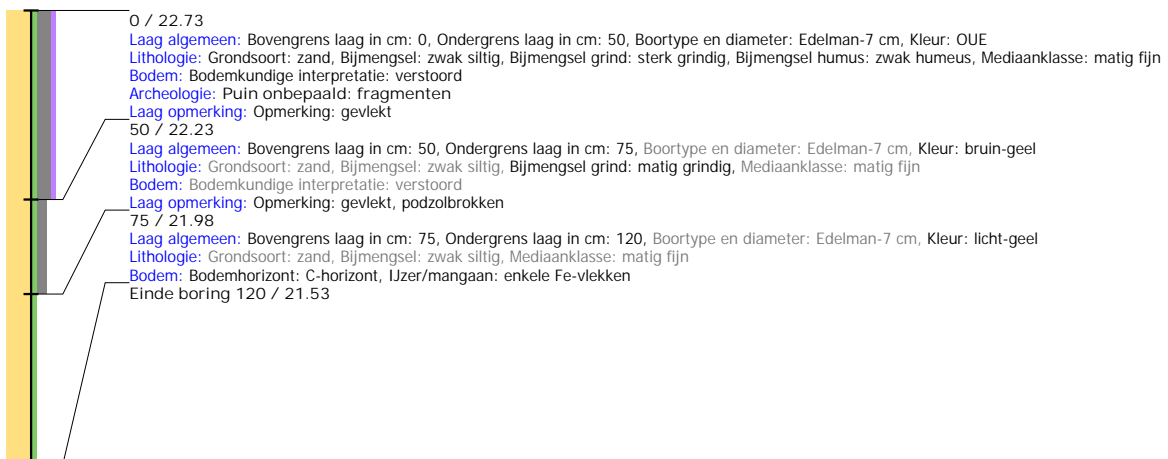 0 / 22.73
Laag algemeen: Bovengrens laag in cm: 0, Ondergrens laag in cm: 50, Boortype en diameter: Edelman-7 cm, Kleur: OUE
Lithologie: Grondsoort: zand, Bijmengsel: zwak siltig, Bijmengsel grind: sterk grindig, Bijmengsel humus: zwak humeus, Mediaanklasse: matig fijn
Bodem: Bodemkundige interpretatie: verstoord
Archeologie: Puin onbepaald: fragmenten
Laag opmerking: Opmerking: gevlekt
50 / 22.23
Laag algemeen: Bovengrens laag in cm: 50, Ondergrens laag in cm: 75, Boortype en diameter: Edelman-7 cm, Kleur: bruin-geel
Lithologie: Grondsoort: zand, Bijmengsel: zwak siltig, Bijmengsel grind: matig grindig, Mediaanklasse: matig fijn
Bodem: Bodemkundige interpretatie: verstoord
Laag opmerking: Opmerking: gevlekt, podzolbrokken
75 / 21.98
Laag algemeen: Bovengrens laag in cm: 75, Ondergrens laag in cm: 120, Boortype en diameter: Edelman-7 cm, Kleur: licht-geel
Lithologie: Grondsoort: zand, Bijmengsel: zwak siltig, Mediaanklasse: matig fijn
Bodem: Bodemhorizont: C-horizont, IJzer/mangaan: enkele Fe-vlekken
Einde boring 120 / 21.53